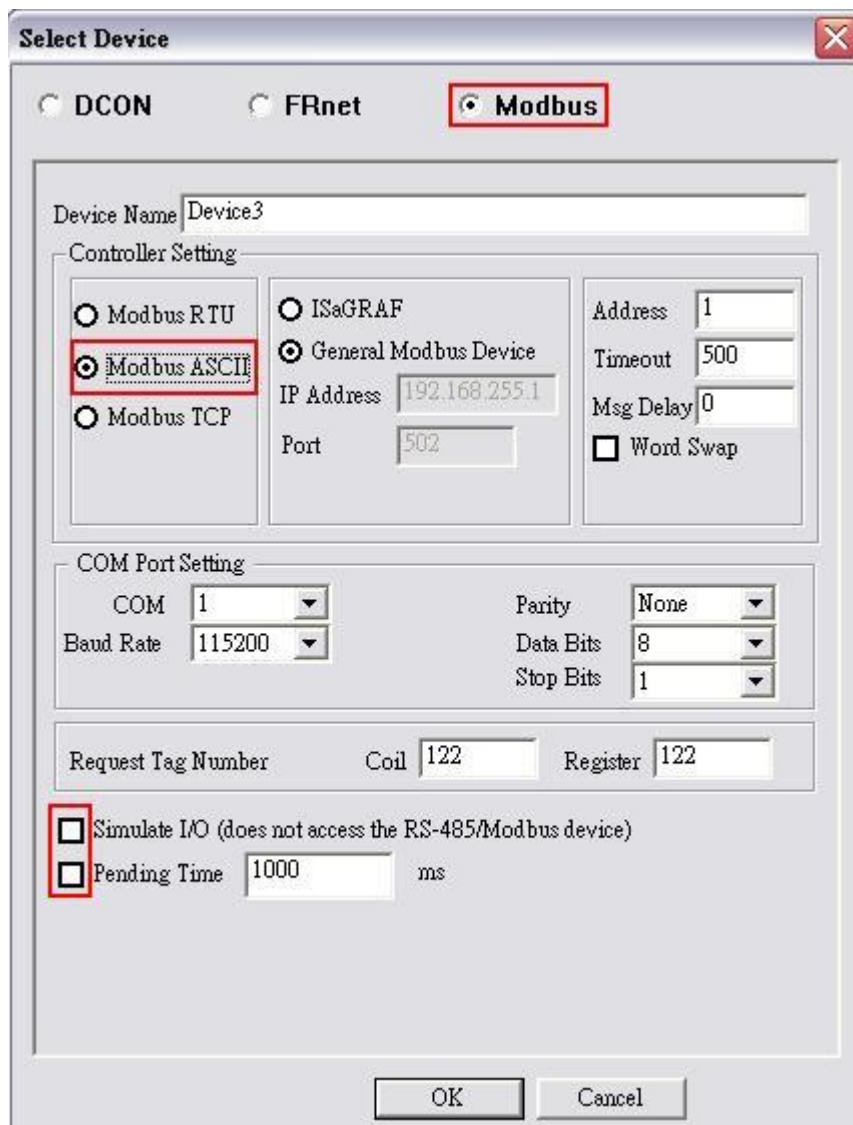 Select Device
DCON FRnet Modbus
Device Name Device3
Controller Setting
Modbus RTU
Modbus ASCII
Modbus TCP
ISaGRAF
General Modbus Device
IP Address 192.168.255.1
Port 502
Address 1
Timeout 500
Msg Delay 0
Word Swap
COM Port Setting
COM 1
Baud Rate 115200
Parity None
Data Bits 8
Stop Bits 1
Request Tag Number Coil 122 Register 122
Simulate I/O (does not access the RS-485/Modbus device)
Pending Time 1000 ms
OK Cancel